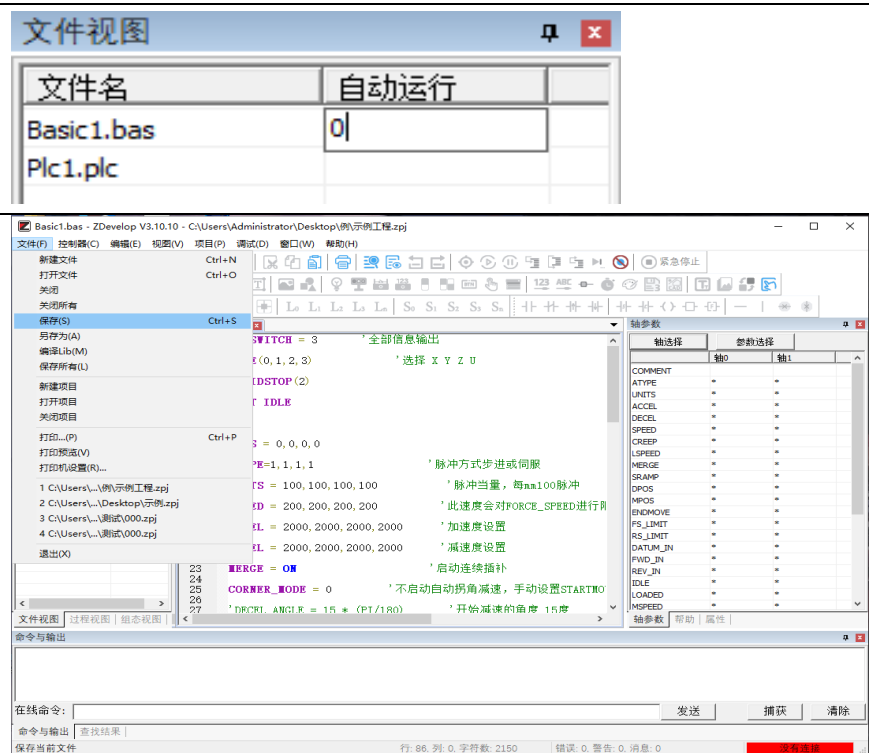 文件视图
文件名 自动运行
Basic1.bas 0
Plc1.plc
Basic1.bas - ZDevelop V3.10.10 - C:\Users\Administrator\Desktop\例\示例工程.zpj
文件(F) 控制器(C) 编辑(E) 视图(V) 项目(P) 调试(D) 窗口(W) 帮助(H)
新建文件 Ctrl+N
打开文件 Ctrl+O
关闭
关闭所有
保存(S) Ctrl+S
另存为(A)
编译Lib(M)
保存所有(L)
新建项目
打开项目
关闭项目
打印...(P) Ctrl+P
打印预览(V)
打印机设置(R)...
1 C:\Users\...\例\示例工程.zpj
2 C:\Users\...\Desktop\示例.zpj
3 C:\Users\...\测试\000.zpj
4 C:\Users\...\测试\000.zpj
退出(X)
紧急停止
L₀ L₁ L₂ L₃ Lₙ S₀ S₁ S₂ S₃ Sₙ
SWITCH = 3 '全部信息输出
(0,1,2,3) '选择 X Y Z U
IDSTOP(2)
T IDLE
S = 0,0,0,0
PE=1,1,1,1 '脉冲方式步进或伺服
TS = 100,100,100,100 '脉冲当量，每mm100脉冲
ED = 200,200,200,200 '此速度会对FORCE_SPEED进行
EL = 2000,2000,2000,2000 '加速度设置
EL = 2000,2000,2000,2000 '减速度设置
23 MERGE = ON '启动连续插补
24
25 CORNER_MODE = 0 '不启动自动拐角减速，手动设置STARTMO
26
27 'DECEL_ANGLE = 15 * (PI/180) '开始减速的角度 15度
轴参数
轴选择 参数选择
轴0 轴1
COMMENT
ATYPE * *
UNITS * *
ACCEL * *
DECEL * *
SPEED * *
CREEP * *
LSPEED * *
MERGE * *
SRAMP * *
DPOS * *
MPOS * *
ENDMOVE * *
FS_LIMIT * *
RS_LIMIT * *
DATUM_IN * *
FWD_IN * *
REV_IN * *
IDLE * *
LOADED * *
MSPEED * *
文件视图 过程视图 组态视图
轴参数 帮助 属性
命令与输出
在线命令: 发送 捕获 清除
命令与输出 查找结果
保存当前文件 行: 86, 列: 0, 字符数: 2150 错误: 0, 警告: 0, 消息: 0 没有连接